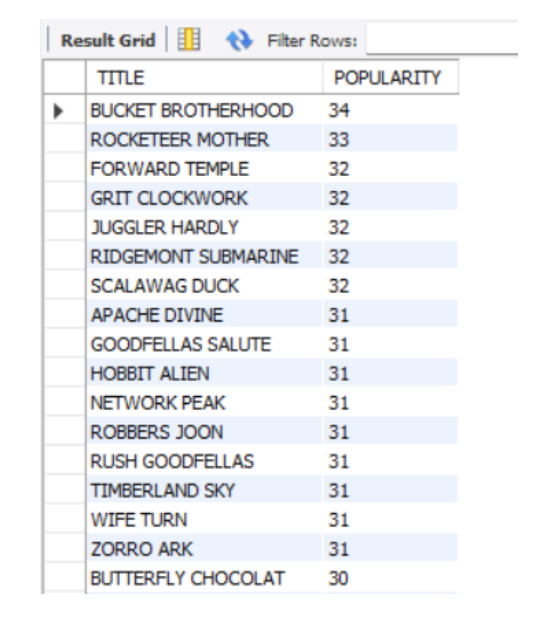 Result Grid Filter Rows:
TITLE POPULARITY
BUCKET BROTHERHOOD 34
ROCKETEER MOTHER 33
FORWARD TEMPLE 32
GRIT CLOCKWORK 32
JUGGLER HARDLY 32
RIDGEMONT SUBMARINE 32
SCALAWAG DUCK 32
APACHE DIVINE 31
GOODFELLAS SALUTE 31
HOBBIT ALIEN 31
NETWORK PEAK 31
ROBBERS JOON 31
RUSH GOODFELLAS 31
TIMBERLAND SKY 31
WIFE TURN 31
ZORRO ARK 31
BUTTERFLY CHOCOLAT 30